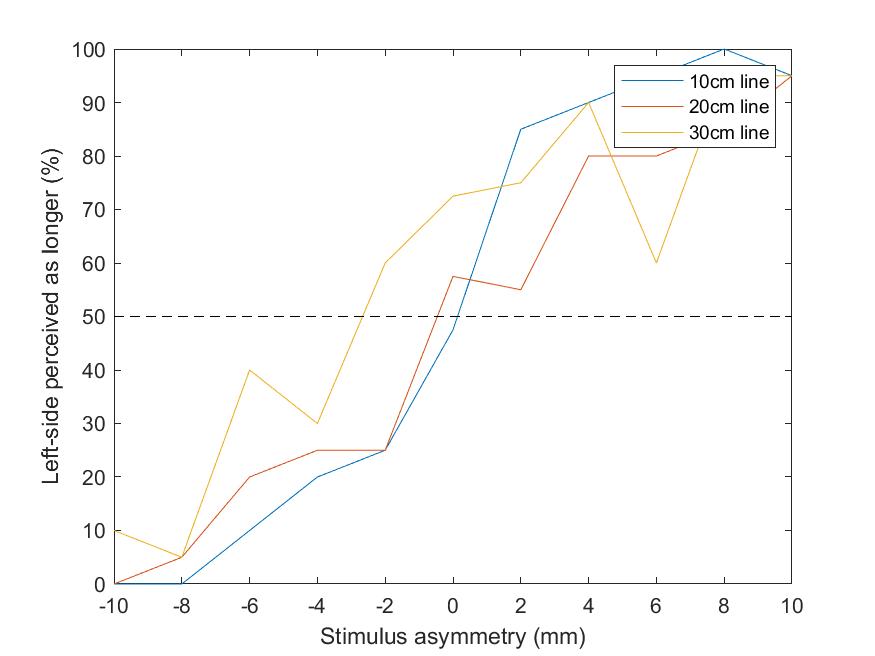 100
90
80
70
60
50
40
30
20
10
0
-10 -8 -6 -4 -2 0 2 4 6 8 10
Left-side perceived as longer (%)
Stimulus asymmetry (mm)
10cm line
20cm line
30cm line